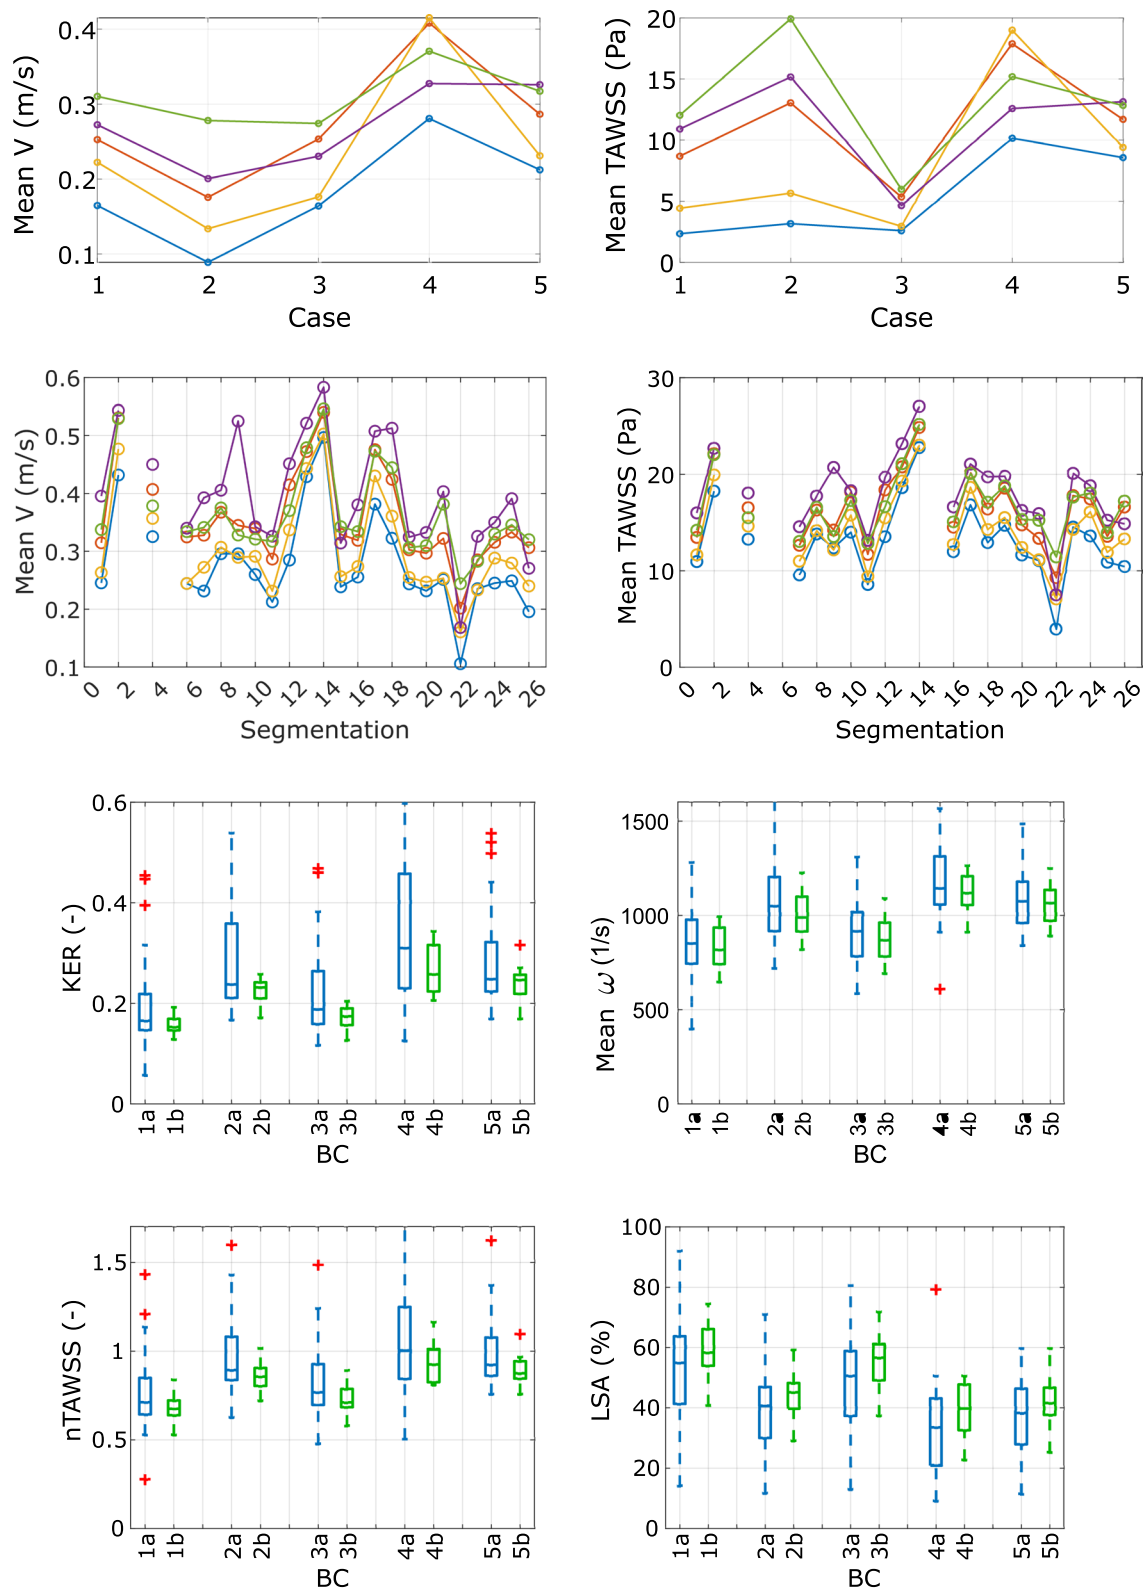 Mean V (m/s)
0.4
0.3
0.2
0.1
1 2 3 4 5
Case
Mean TAWSS (Pa)
20
15
10
5
0
1 2 3 4 5
Case
Mean V (m/s)
0.6
0.5
0.4
0.3
0.2
0.1
0 2 4 6 8 10 12 14 16 18 20 22 24 26
Segmentation
Mean TAWSS (Pa)
30
20
10
0
0 2 4 6 8 10 12 14 16 18 20 22 24 26
Segmentation
KER (-)
0.6
0.4
0.2
0
1a 1b 2a 2b 3a 3b 4a 4b 5a 5b
BC
Mean ω (1/s)
1500
1000
500
0
1a 1b 2a 2b 3a 3b 4a 4b 5a 5b
BC
nTAWSS (-)
1.5
1
0.5
0
1a 1b 2a 2b 3a 3b 4a 4b 5a 5b
BC
LSA (%)
100
80
60
40
20
0
1a 1b 2a 2b 3a 3b 4a 4b 5a 5b
BC